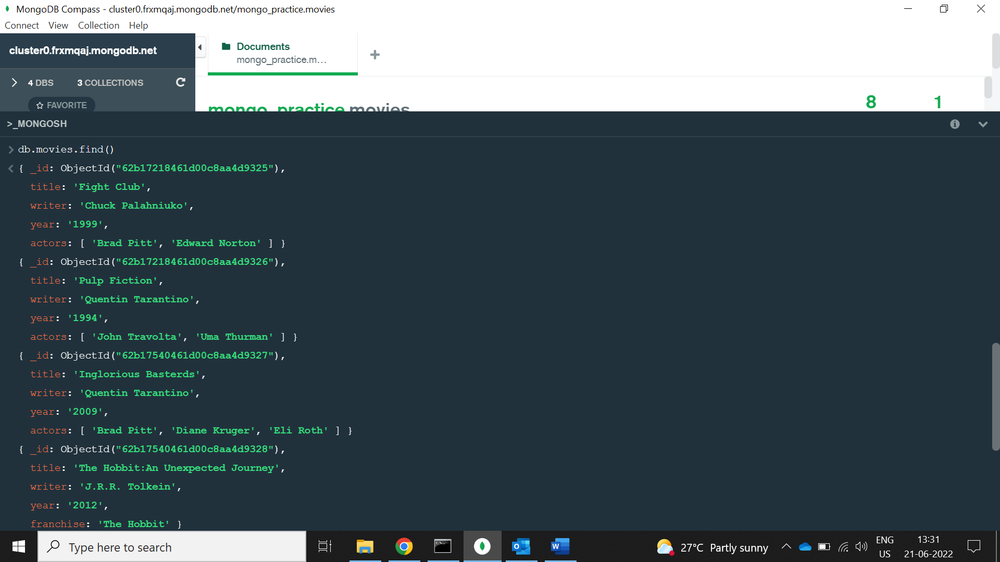 MongoDB Compass - cluster0.frxmqaj.mongodb.net/mongo_practice.movies
Connect View Collection Help
cluster0.frxmqaj.mongodb.net
Documents
mongo_practice.m...
4 DBS 3 COLLECTIONS
FAVORITE
mongo_practice.movies
8 1
>_MONGOSH
db.movies.find()
{ _id: ObjectId("62b17218461d00c8aa4d9325"),
title: 'Fight Club',
writer: 'Chuck Palahniuko',
year: '1999',
actors: [ 'Brad Pitt', 'Edward Norton' ] }
{ _id: ObjectId("62b17218461d00c8aa4d9326"),
title: 'Pulp Fiction',
writer: 'Quentin Tarantino',
year: '1994',
actors: [ 'John Travolta', 'Uma Thurman' ] }
{ _id: ObjectId("62b17540461d00c8aa4d9327"),
title: 'Inglorious Basterds',
writer: 'Quentin Tarantino',
year: '2009',
actors: [ 'Brad Pitt', 'Diane Kruger', 'Eli Roth' ] }
{ _id: ObjectId("62b17540461d00c8aa4d9328"),
title: 'The Hobbit:An Unexpected Journey',
writer: 'J.R.R. Tolkein',
year: '2012',
franchise: 'The Hobbit' }
Type here to search
27°C Partly sunny
ENG
US
13:31
21-06-2022